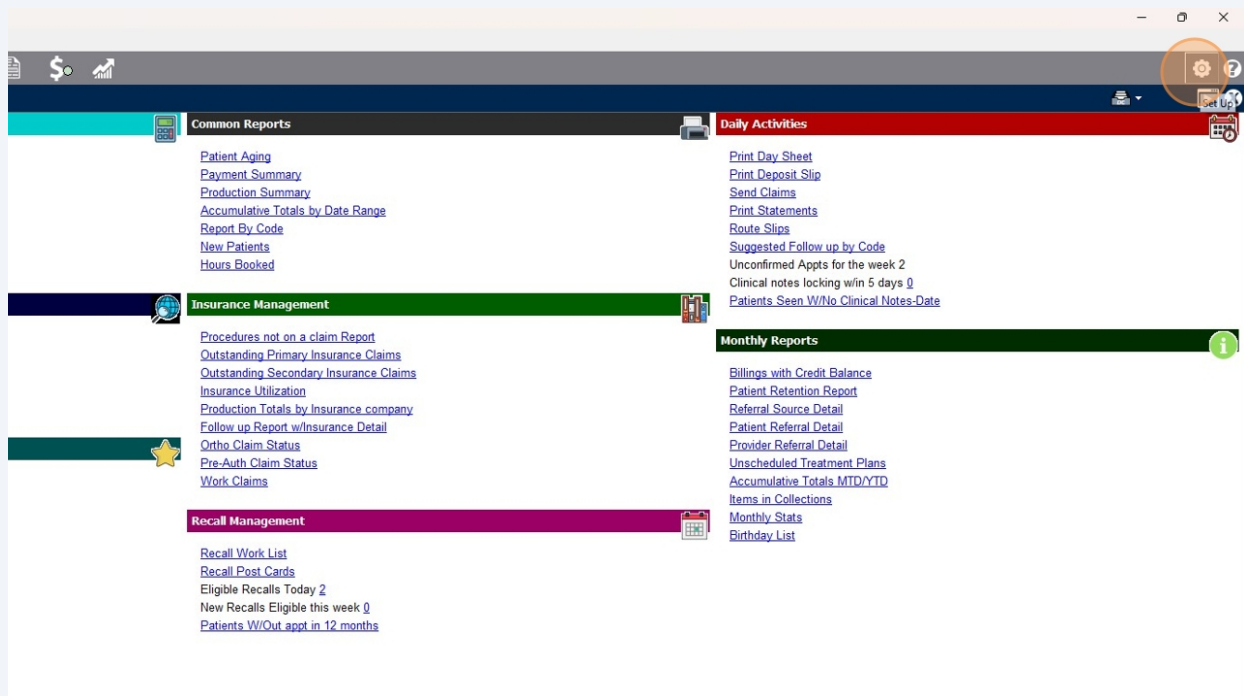 Set Up
Common Reports
Patient Aging
Payment Summary
Production Summary
Accumulative Totals by Date Range
Report By Code
New Patients
Hours Booked
Insurance Management
Procedures not on a claim Report
Outstanding Primary Insurance Claims
Outstanding Secondary Insurance Claims
Insurance Utilization
Production Totals by Insurance company
Follow up Report w/Insurance Detail
Ortho Claim Status
Pre-Auth Claim Status
Work Claims
Recall Management
Recall Work List
Recall Post Cards
Eligible Recalls Today 2
New Recalls Eligible this week 0
Patients W/Out appt in 12 months
Daily Activities
Print Day Sheet
Print Deposit Slip
Send Claims
Print Statements
Route Slips
Suggested Follow up by Code
Unconfirmed Appts for the week 2
Clinical notes locking w/in 5 days 0
Patients Seen W/No Clinical Notes-Date
Monthly Reports
Billings with Credit Balance
Patient Retention Report
Referral Source Detail
Patient Referral Detail
Provider Referral Detail
Unscheduled Treatment Plans
Accumulative Totals MTD/YTD
Items in Collections
Monthly Stats
Birthday List